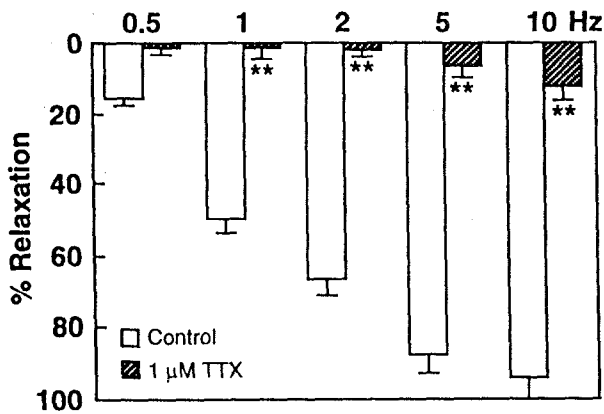 0.5 1 2 5 10 Hz
0
20
40
60
80
100
% Relaxation
** ** ** **
Control
1 μM TTX